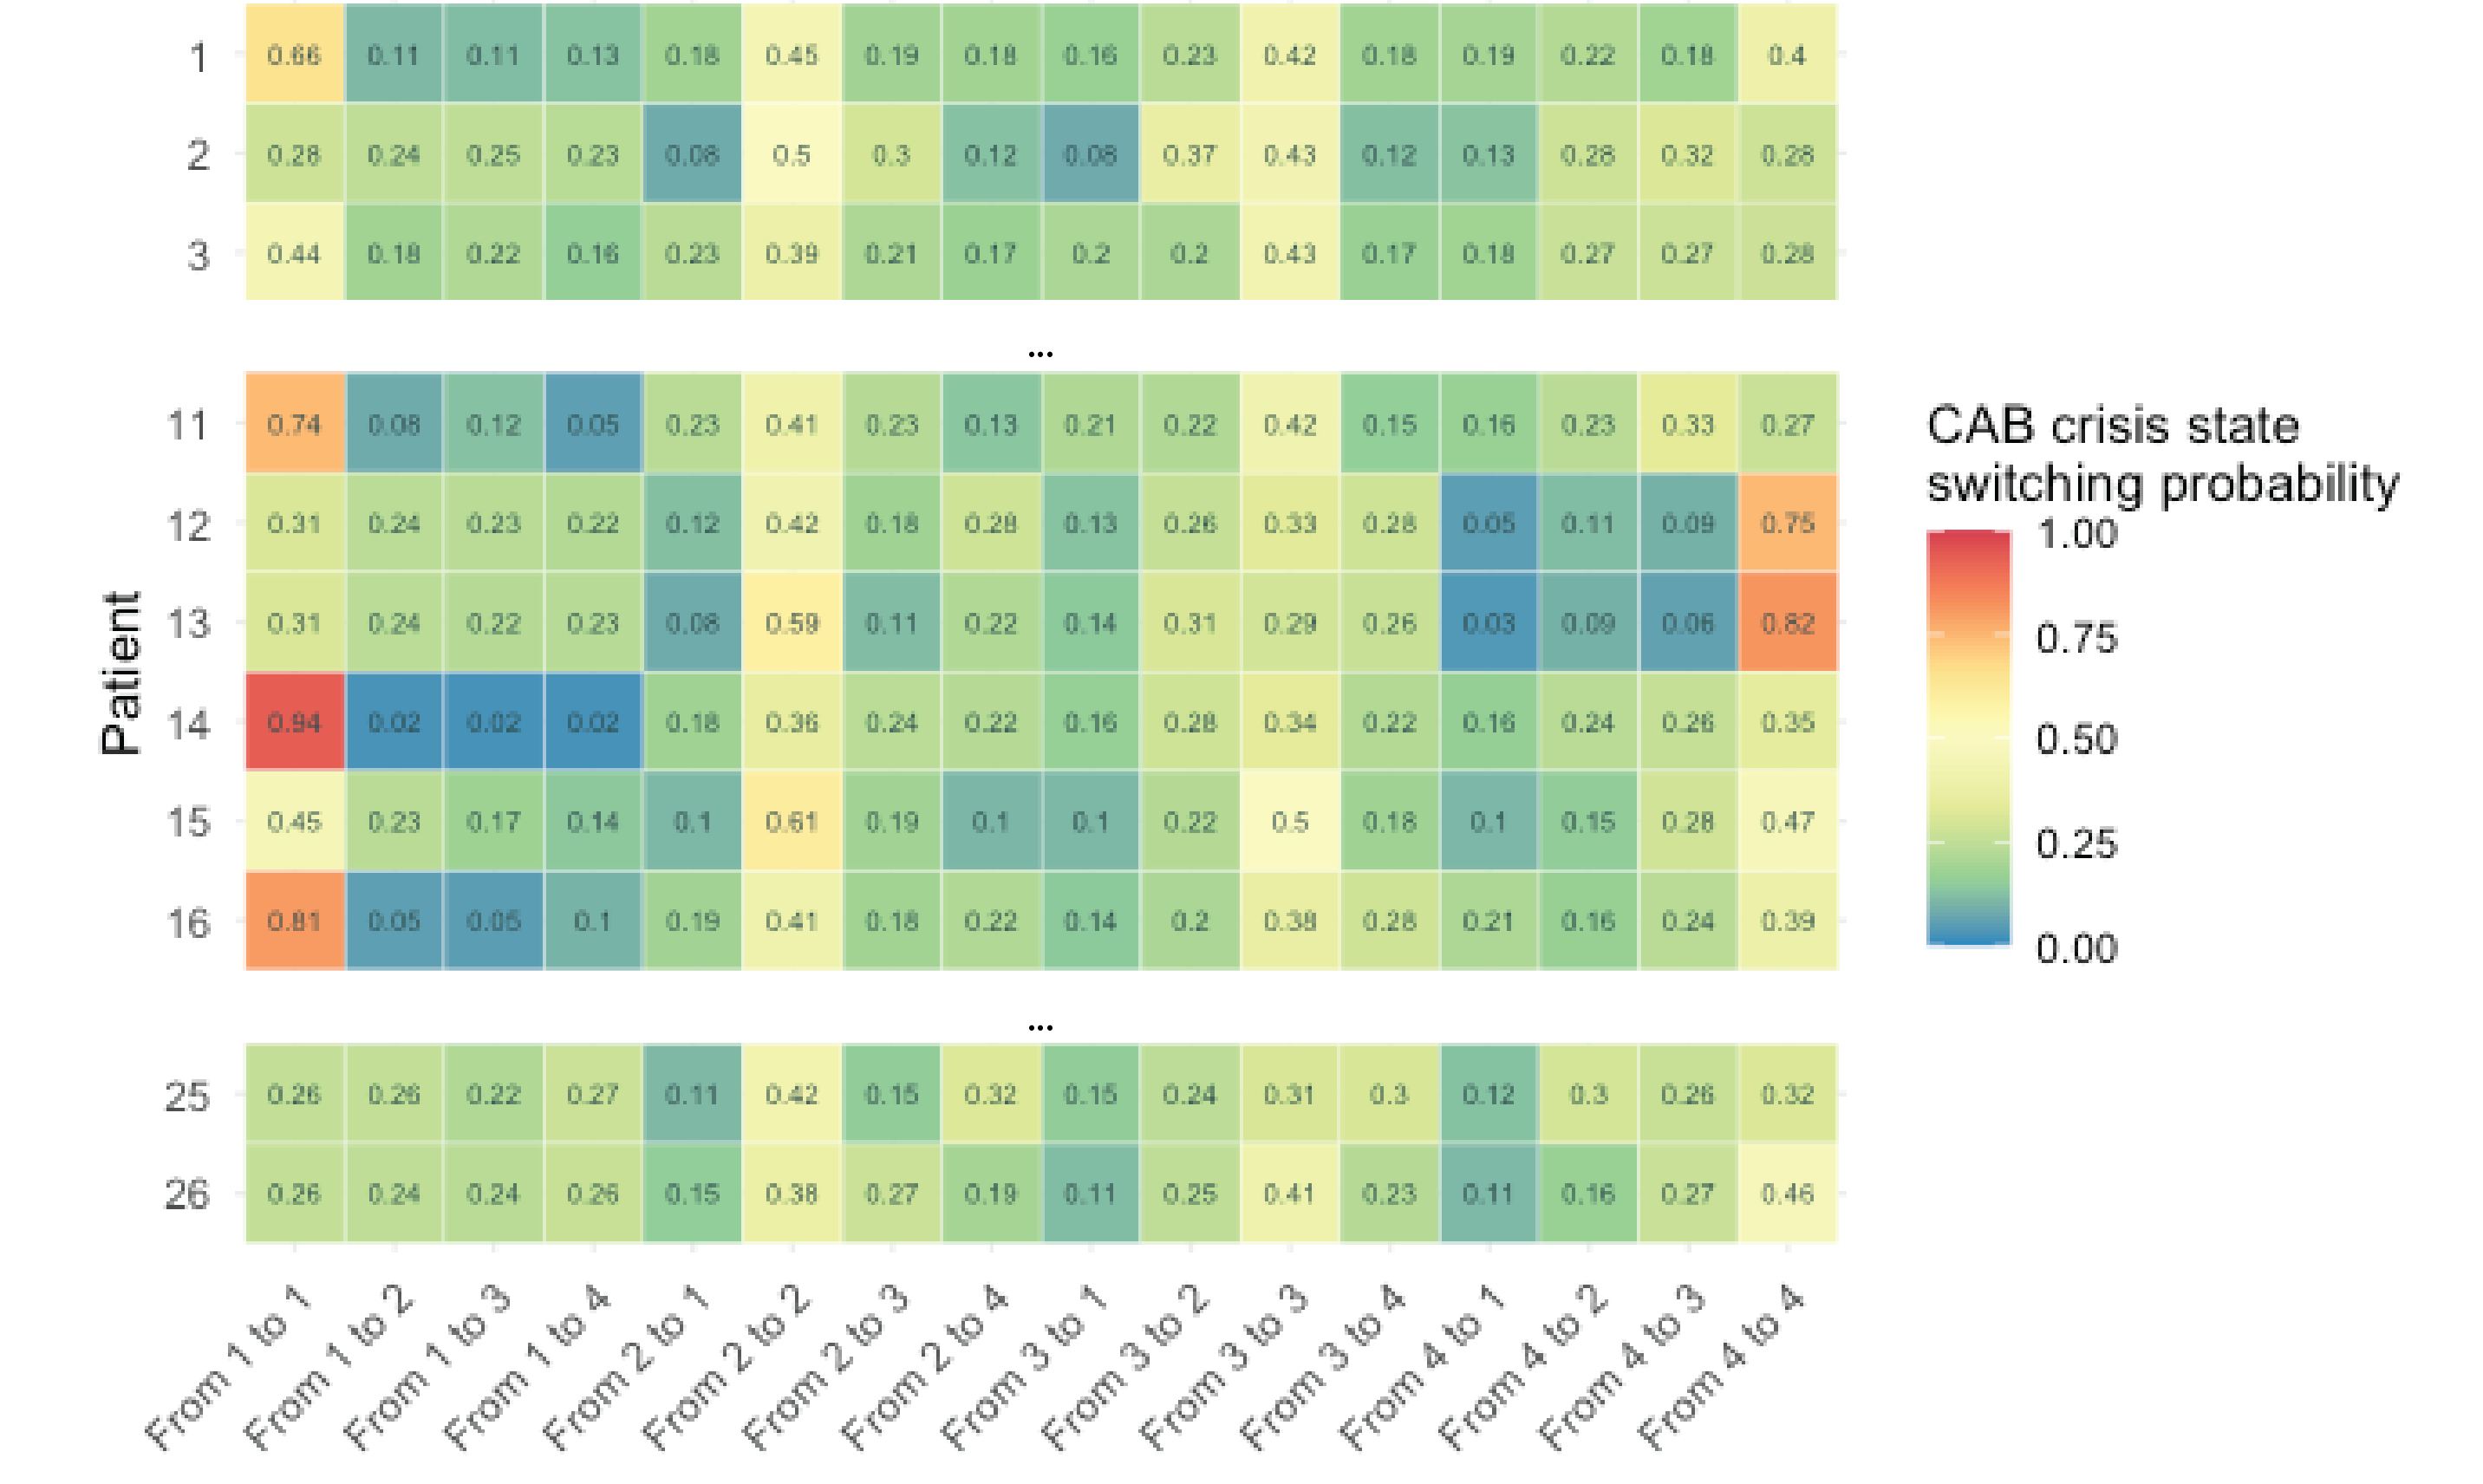 1 0.66 0.11 0.11 0.13 0.18 0.45 0.19 0.18 0.16 0.23 0.42 0.18 0.19 0.22 0.18 0.4
2 0.28 0.24 0.25 0.23 0.08 0.5 0.3 0.12 0.08 0.37 0.43 0.12 0.13 0.28 0.32 0.28
3 0.44 0.18 0.22 0.16 0.23 0.39 0.21 0.17 0.2 0.2 0.43 0.17 0.18 0.27 0.27 0.28
...
11 0.74 0.08 0.12 0.05 0.23 0.41 0.23 0.13 0.21 0.22 0.42 0.15 0.16 0.23 0.33 0.27
12 0.31 0.24 0.23 0.22 0.12 0.42 0.18 0.28 0.13 0.26 0.33 0.28 0.05 0.11 0.09 0.75
13 0.31 0.24 0.22 0.23 0.08 0.59 0.11 0.22 0.14 0.31 0.29 0.26 0.03 0.09 0.06 0.82
14 0.94 0.02 0.02 0.02 0.18 0.36 0.24 0.22 0.16 0.28 0.34 0.22 0.16 0.24 0.26 0.35
15 0.45 0.23 0.17 0.14 0.1 0.61 0.19 0.1 0.1 0.22 0.5 0.18 0.1 0.15 0.28 0.47
16 0.81 0.05 0.05 0.1 0.19 0.41 0.18 0.22 0.14 0.2 0.38 0.28 0.21 0.16 0.24 0.39
...
25 0.26 0.26 0.22 0.27 0.11 0.42 0.15 0.32 0.15 0.24 0.31 0.3 0.12 0.3 0.26 0.32
26 0.26 0.24 0.24 0.26 0.15 0.38 0.27 0.19 0.11 0.25 0.41 0.23 0.11 0.16 0.27 0.46
Patient
From 1 to 1
From 1 to 2
From 1 to 3
From 1 to 4
From 2 to 1
From 2 to 2
From 2 to 3
From 2 to 4
From 3 to 1
From 3 to 2
From 3 to 3
From 3 to 4
From 4 to 1
From 4 to 2
From 4 to 3
From 4 to 4
CAB crisis state
switching probability
1.00
0.75
0.50
0.25
0.00